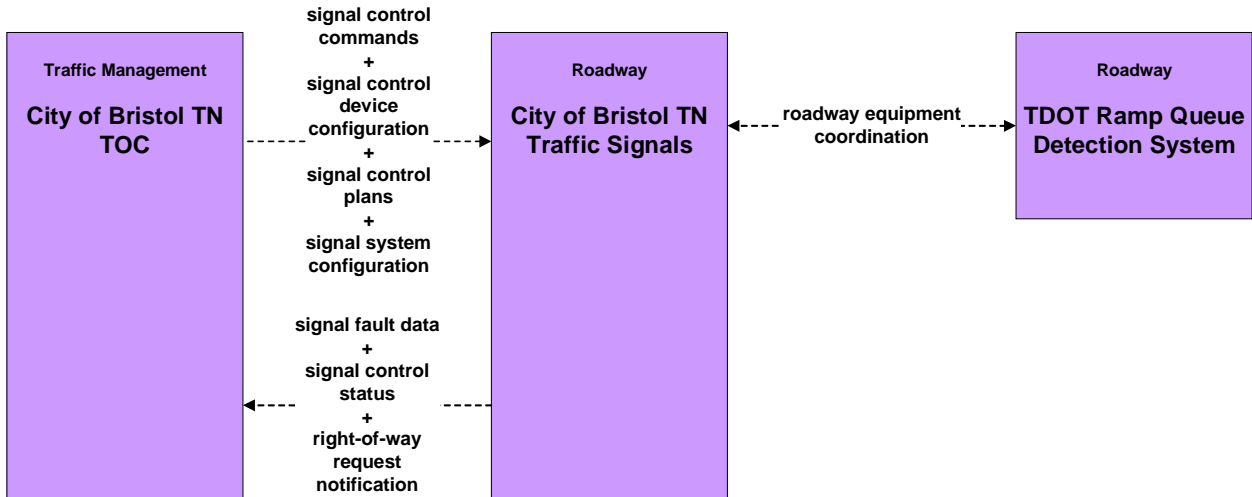 Traffic Management
City of Bristol TN
TOC
signal control
commands
+
signal control
device
configuration
+
signal control
plans
+
signal system
configuration
signal fault data
+
signal control
status
+
right-of-way
request
notification
Roadway
City of Bristol TN
Traffic Signals
roadway equipment
coordination
Roadway
TDOT Ramp Queue
Detection System